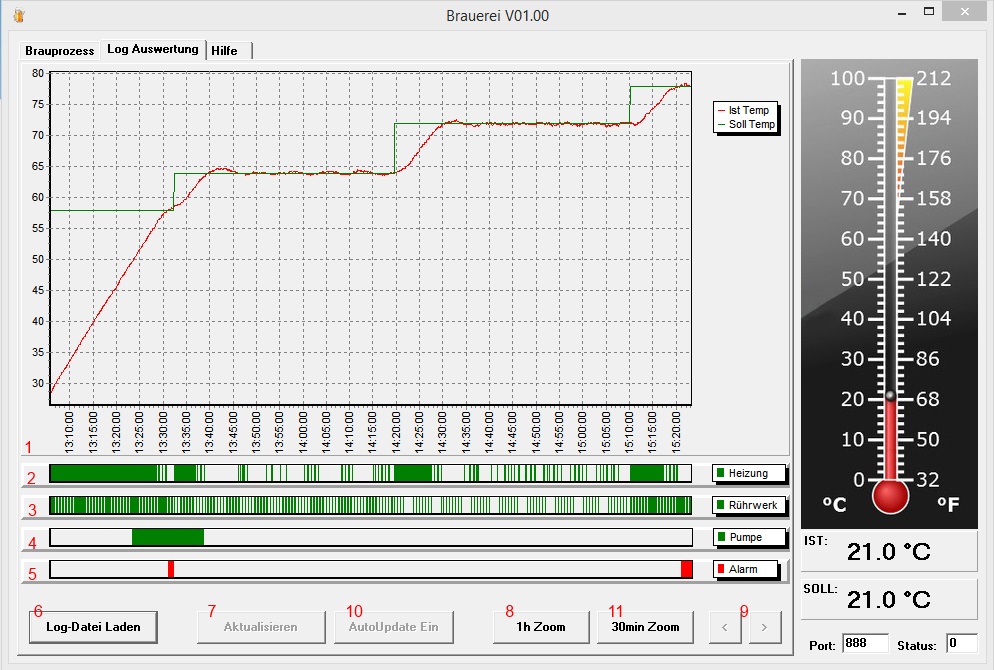 Brauerei V01.00
Brauprozess Log Auswertung Hilfe
80
75
70
65
60
55
50
45
40
35
30
Ist Temp
Soll Temp
13:10:00 13:15:00 13:20:00 13:25:00 13:30:00 13:35:00 13:40:00 13:45:00 13:50:00 13:55:00 14:00:00 14:05:00 14:10:00 14:15:00 14:20:00 14:25:00 14:30:00 14:35:00 14:40:00 14:45:00 14:50:00 14:55:00 15:00:00 15:05:00 15:10:00 15:15:00 15:20:00
1
2 Heizung
3 Rührwerk
4 Pumpe
5 Alarm
6 7 10 8 11 9
Log-Datei Laden Aktualisieren AutoUpdate Ein 1h Zoom 30min Zoom < >
100 212
90 194
80 176
70 158
60 140
50 122
40 104
30 86
20 68
10 50
0 32
°C °F
IST: 21.0 °C
SOLL: 21.0 °C
Port: 888 Status: 0